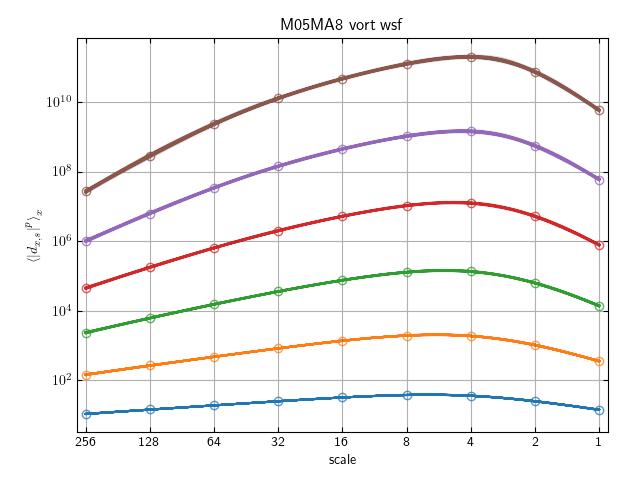 M05MA8 vort wsf
10^{10}
10^{8}
10^{6}
10^{4}
10^{2}
⟨|d_{x,s}|^p⟩_x
256 128 64 32 16 8 4 2 1
scale